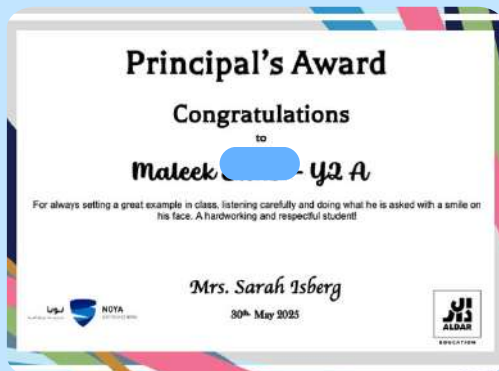 Principal's Award
Congratulations
to
Maleek - Y2 A
For always setting a great example in class, listening carefully and doing what he is asked with a smile on
his face. A hardworking and respectful student!
Mrs. Sarah Isberg
30th May 2025
نويا
NOYA
الدار
ALDAR
EDUCATION